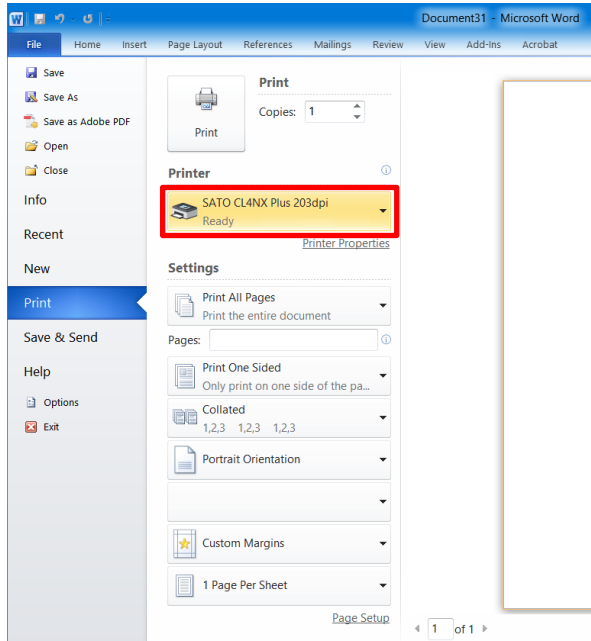 Document31 - Microsoft Word
File Home Insert Page Layout References Mailings Review View Add-Ins Acrobat
Save
Save As
Save as Adobe PDF
Open
Close
Info
Recent
New
Print
Save & Send
Help
Options
Exit
Print
Print
Copies: 1
Printer
SATO CL4NX Plus 203dpi
Ready
Printer Properties
Settings
Print All Pages
Print the entire document
Pages:
Print One Sided
Only print on one side of the pa...
Collated
1,2,3 1,2,3 1,2,3
Portrait Orientation
Custom Margins
1 Page Per Sheet
Page Setup
1 of 1